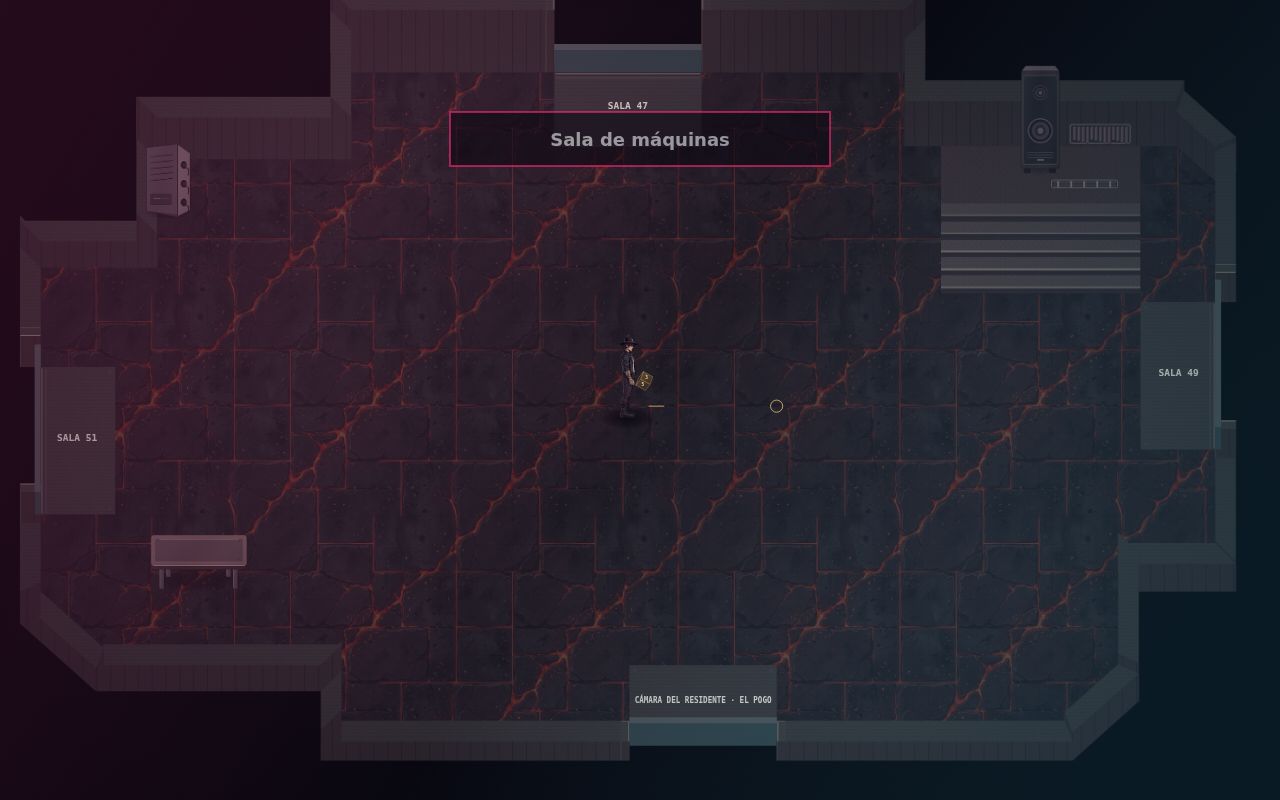 SALA 47
Sala de máquinas
SALA 49
SALA 51
CÁMARA DEL RESIDENTE · EL POGO